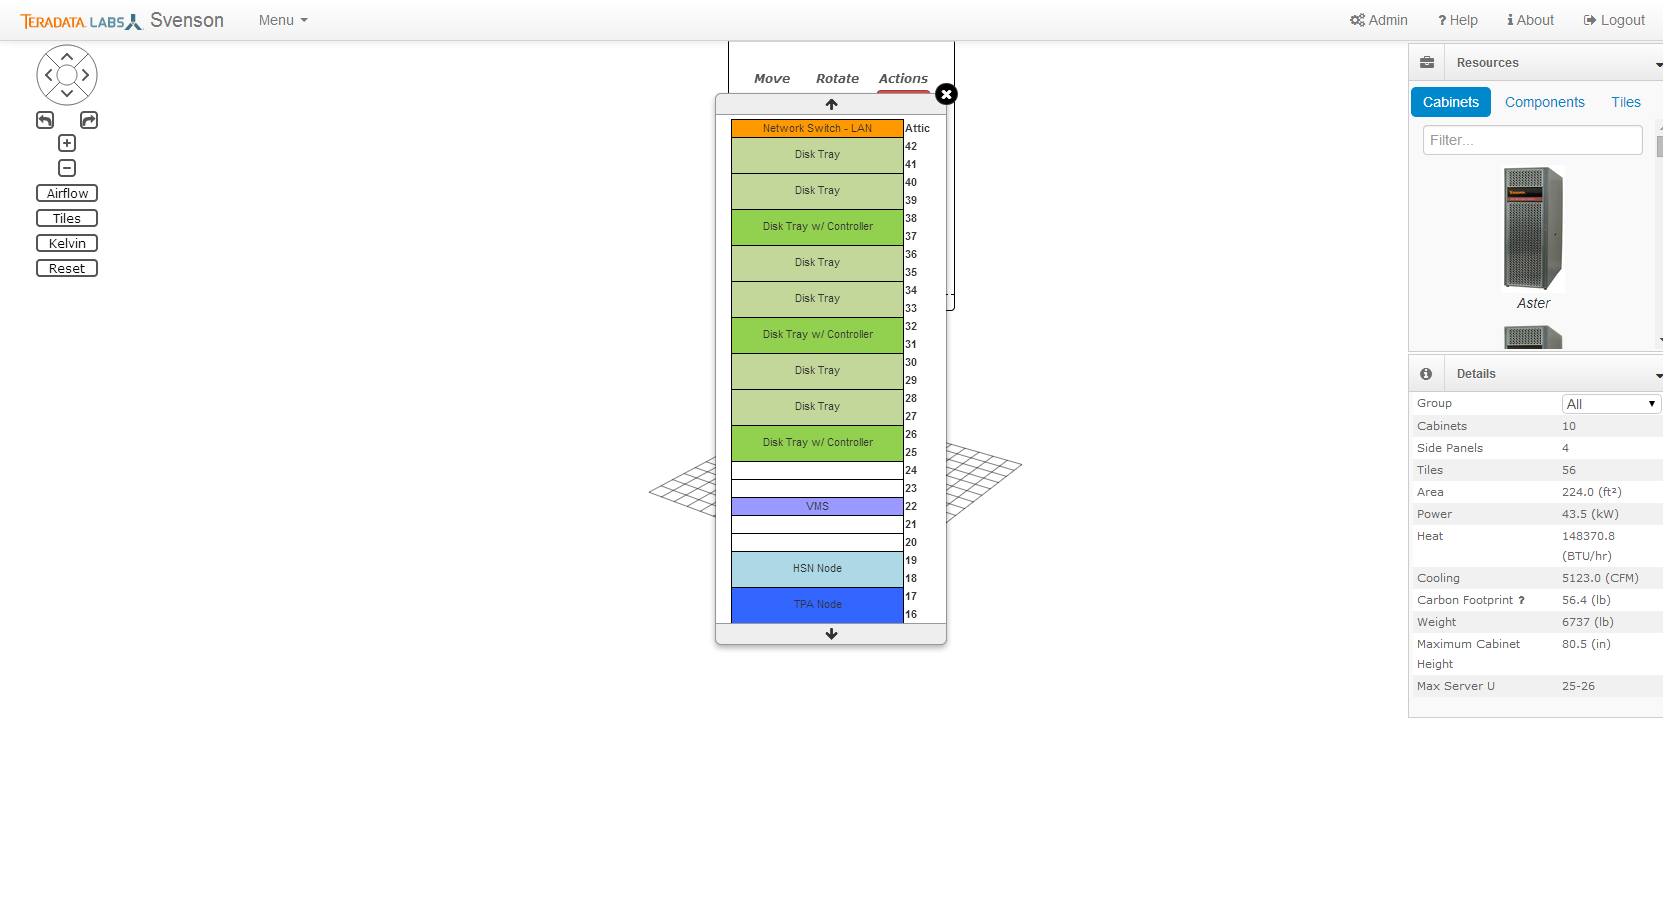 TERADATA LABS Svenson Menu Admin ? Help i About Logout
Move Rotate Actions
Airflow
Tiles
Kelvin
Reset
Network Switch - LAN Attic
42
Disk Tray
41
40
Disk Tray
39
38
Disk Tray w/ Controller
37
36
Disk Tray
35
34
Disk Tray
33
32
Disk Tray w/ Controller
31
30
Disk Tray
29
28
Disk Tray
27
26
Disk Tray w/ Controller
25
24
23
VMS 22
21
20
19
HSN Node
18
17
TPA Node
16
Resources
Cabinets Components Tiles
Filter...
Aster
Details
Group All
Cabinets 10
Side Panels 4
Tiles 56
Area 224.0 (ft²)
Power 43.5 (kW)
Heat 148370.8
(BTU/hr)
Cooling 5123.0 (CFM)
Carbon Footprint ? 56.4 (lb)
Weight 6737 (lb)
Maximum Cabinet 80.5 (in)
Height
Max Server U 25-26